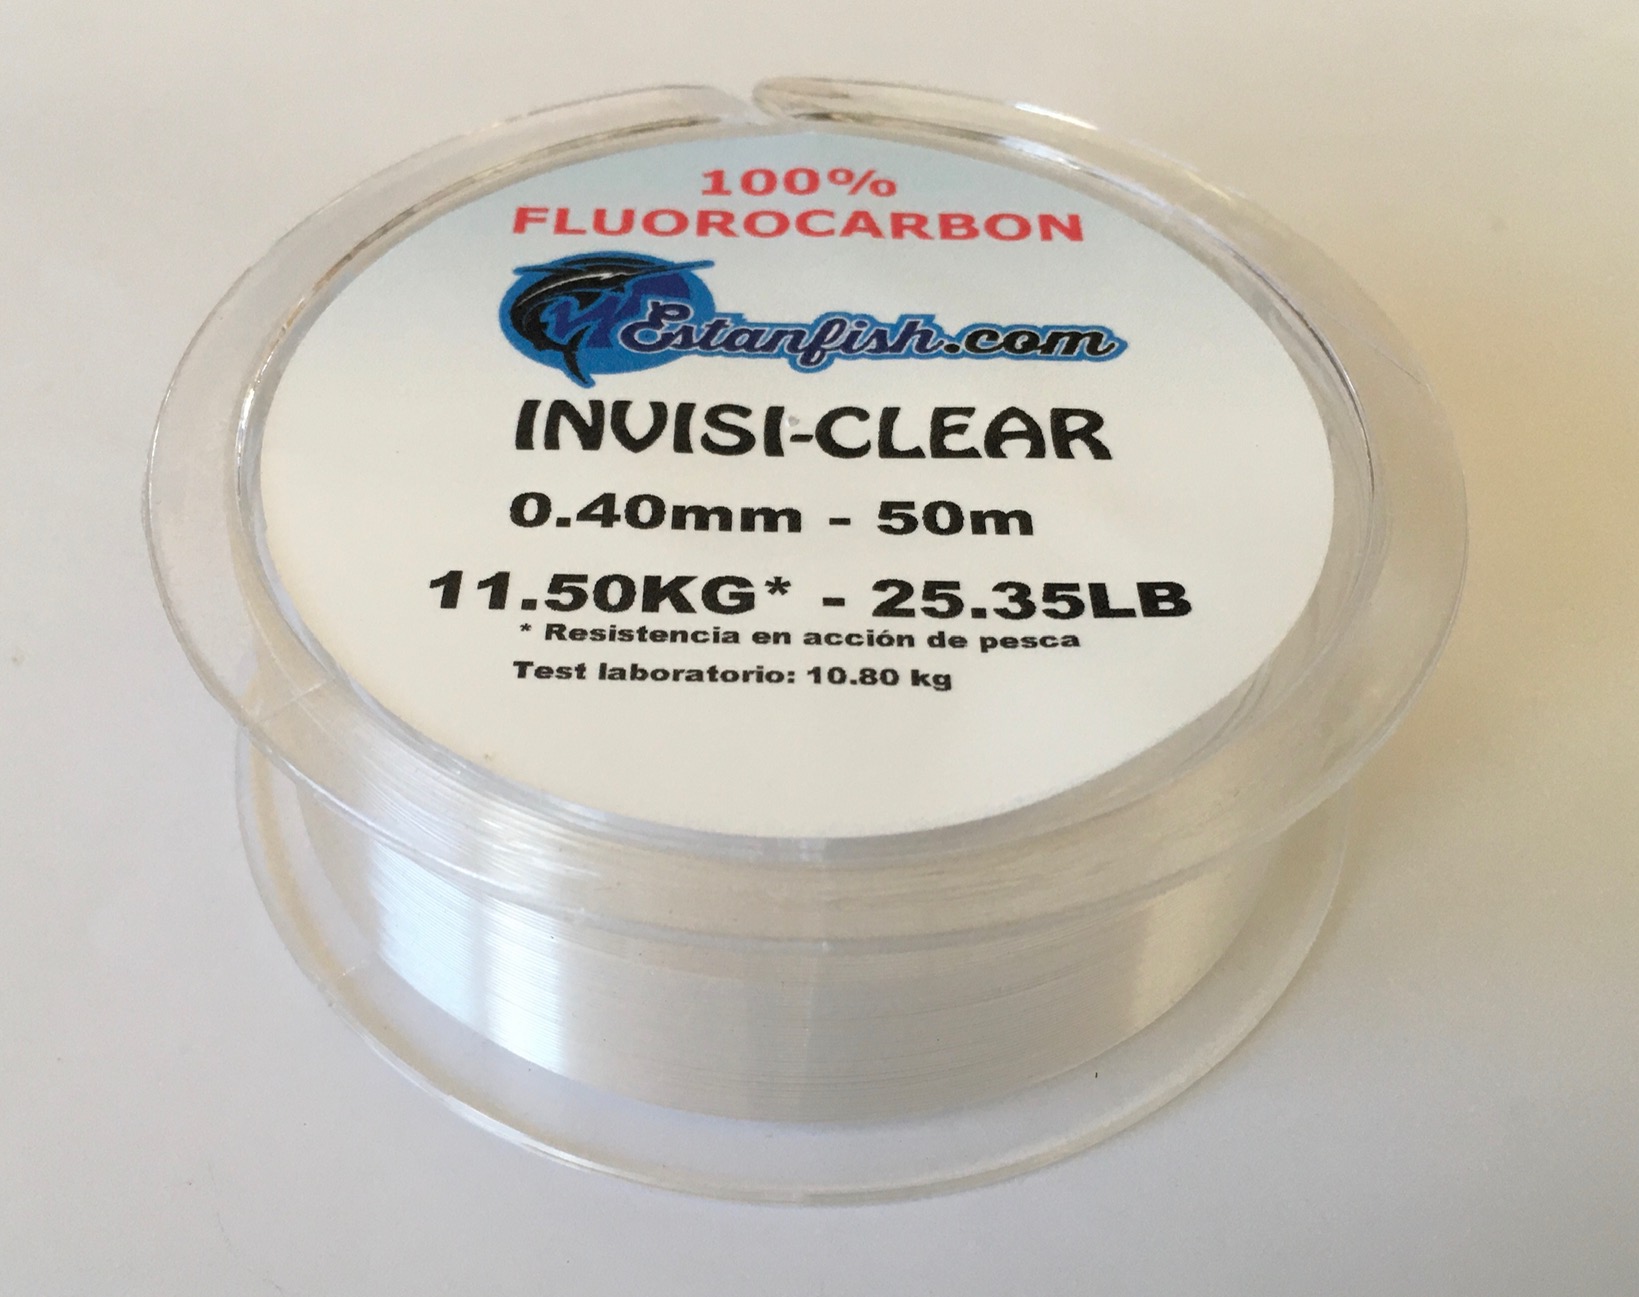 100%
FLUOROCARBON
Estanfish.com
INVISI-CLEAR
0.40mm - 50m
11.50KG* - 25.35LB
* Resistencia en acción de pesca
Test laboratorio: 10.80 kg